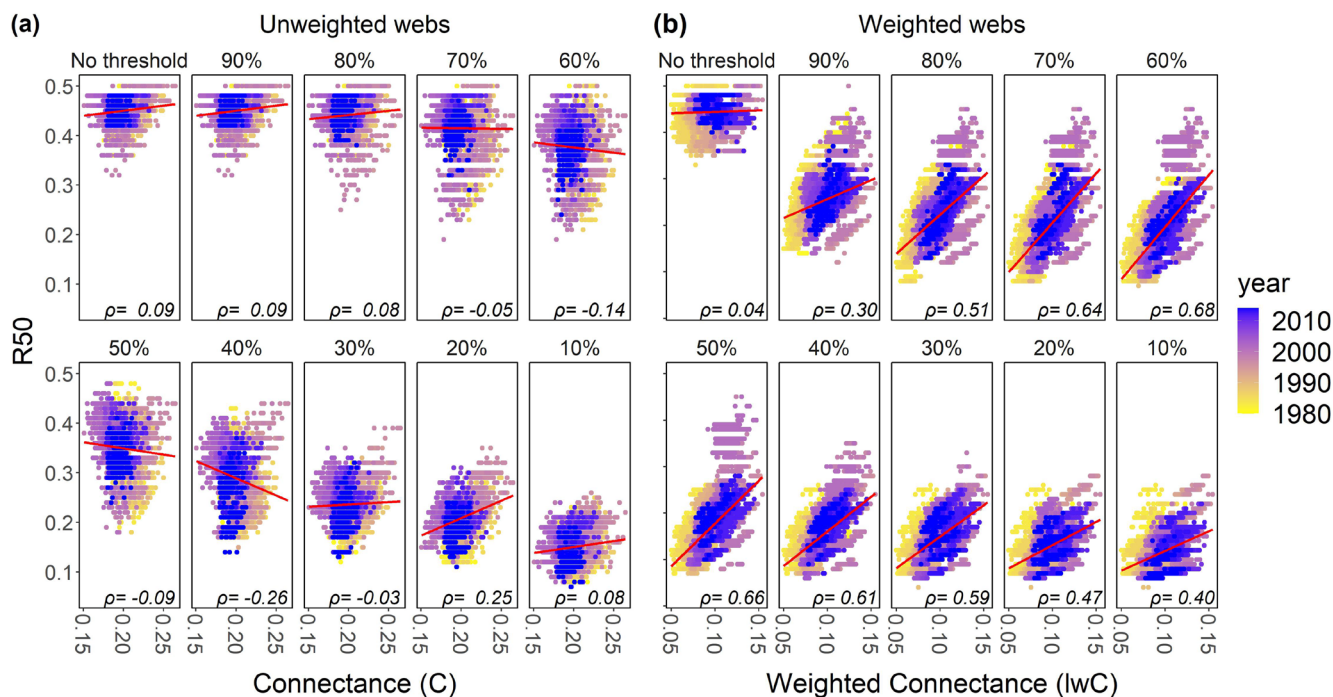 (a) Unweighted webs (b) Weighted webs
No threshold 90% 80% 70% 60% No threshold 90% 80% 70% 60%
0.5
0.4
0.3
0.2
0.1
ρ= 0.09 ρ= 0.09 ρ= 0.08 ρ= -0.05 ρ= -0.14 ρ= 0.04 ρ= 0.30 ρ= 0.51 ρ= 0.64 ρ= 0.68
R50
50% 40% 30% 20% 10% 50% 40% 30% 20% 10%
0.5
0.4
0.3
0.2
0.1
ρ= -0.09 ρ= -0.26 ρ= -0.03 ρ= 0.25 ρ= 0.08 ρ= 0.66 ρ= 0.61 ρ= 0.59 ρ= 0.47 ρ= 0.40
0.15 0.20 0.25 0.15 0.20 0.25 0.15 0.20 0.25 0.15 0.20 0.25 0.15 0.20 0.25 0.05 0.10 0.15 0.05 0.10 0.15 0.05 0.10 0.15 0.05 0.10 0.15 0.05 0.10 0.15
Connectance (C) Weighted Connectance (lwC)
year
2010
2000
1990
1980